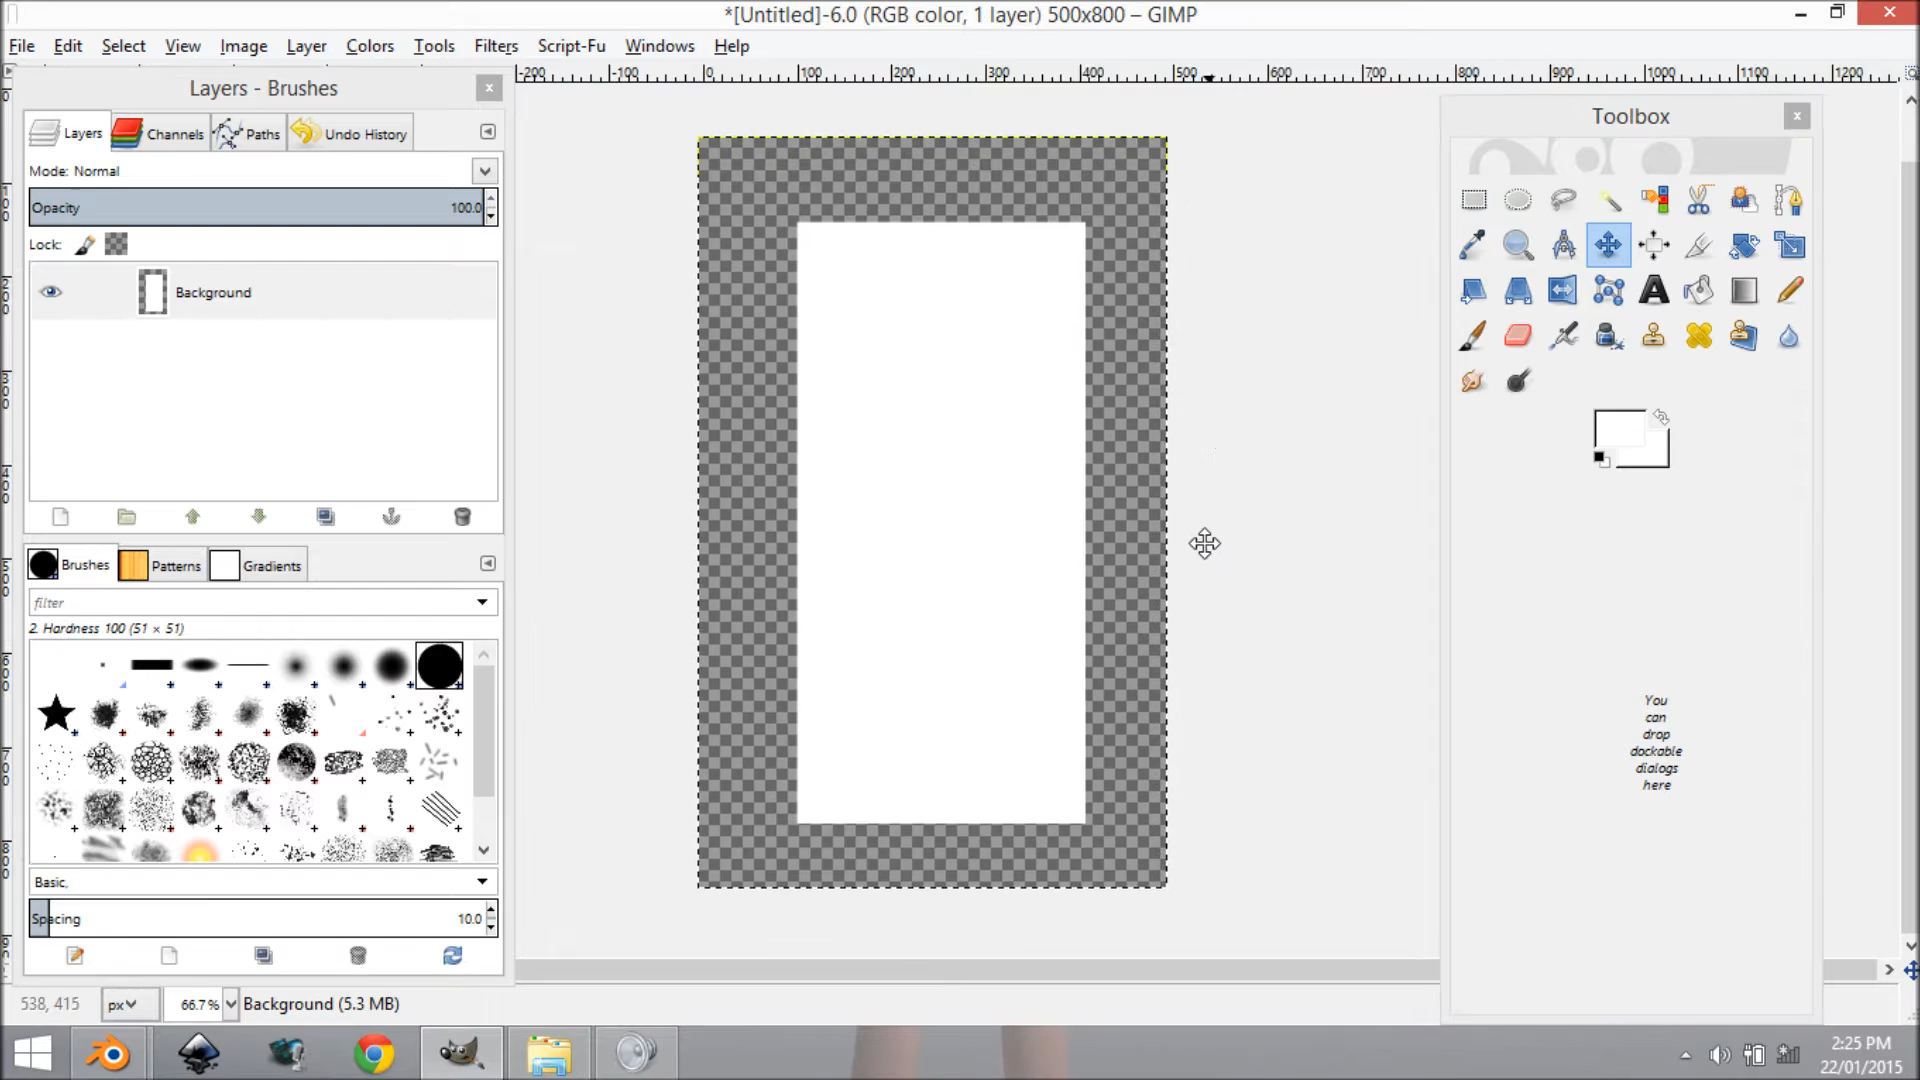 *[Untitled]-6.0 (RGB color, 1 layer) 500x800 – GIMP
File Edit Select View Image Layer Colors Tools Filters Script-Fu Windows Help
-200 -100 0 100 200 300 400 500 600 700 800 900 1000 1100 1200
Layers - Brushes
Layers Channels Paths Undo History
Mode: Normal
Opacity 100.0
Lock:
Background
Brushes Patterns Gradients
filter
2. Hardness 100 (51 × 51)
Basic,
Spacing 10.0
538, 415 px 66.7% Background (5.3 MB)
Toolbox
You
can
drop
dockable
dialogs
here
2:25 PM
22/01/2015